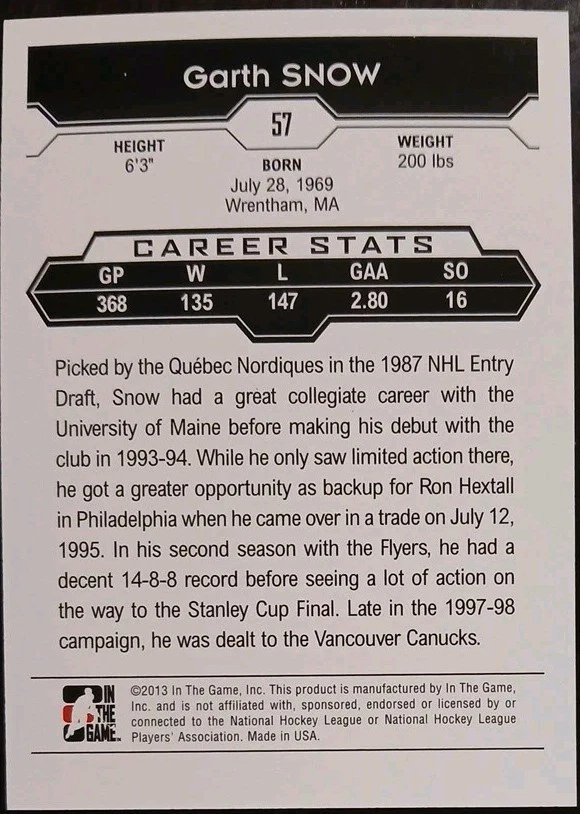 Garth SNOW
57
HEIGHT
6'3"
BORN
July 28, 1969
Wrentham, MA
WEIGHT
200 lbs
CAREER STATS
GP W L GAA SO
368 135 147 2.80 16
Picked by the Québec Nordiques in the 1987 NHL Entry
Draft, Snow had a great collegiate career with the
University of Maine before making his debut with the
club in 1993-94. While he only saw limited action there,
he got a greater opportunity as backup for Ron Hextall
in Philadelphia when he came over in a trade on July 12,
1995. In his second season with the Flyers, he had a
decent 14-8-8 record before seeing a lot of action on
the way to the Stanley Cup Final. Late in the 1997-98
campaign, he was dealt to the Vancouver Canucks.
IN
THE
GAME
©2013 In The Game, Inc. This product is manufactured by In The Game,
Inc. and is not affiliated with, sponsored, endorsed or licensed by or
connected to the National Hockey League or National Hockey League
Players' Association. Made in USA.